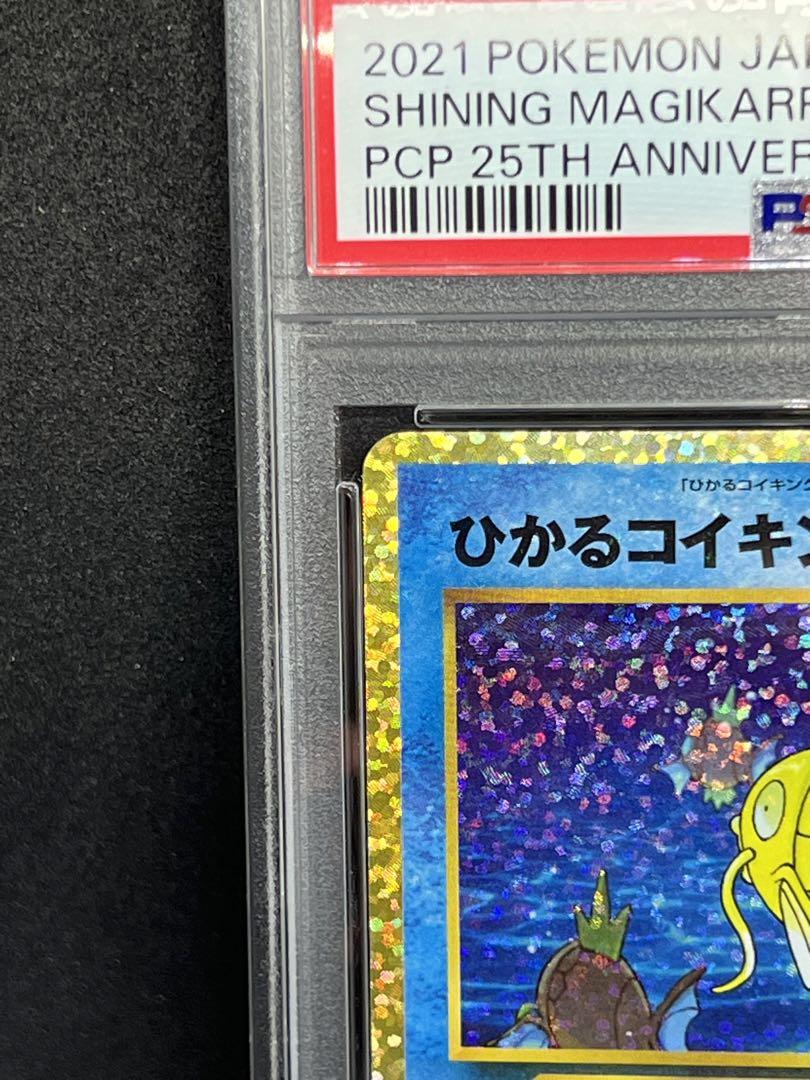 2021 POKEMON JA
SHINING MAGIKARP
PCP 25TH ANNIVER
PS
「ひかるコイキング
ひかるコイキン